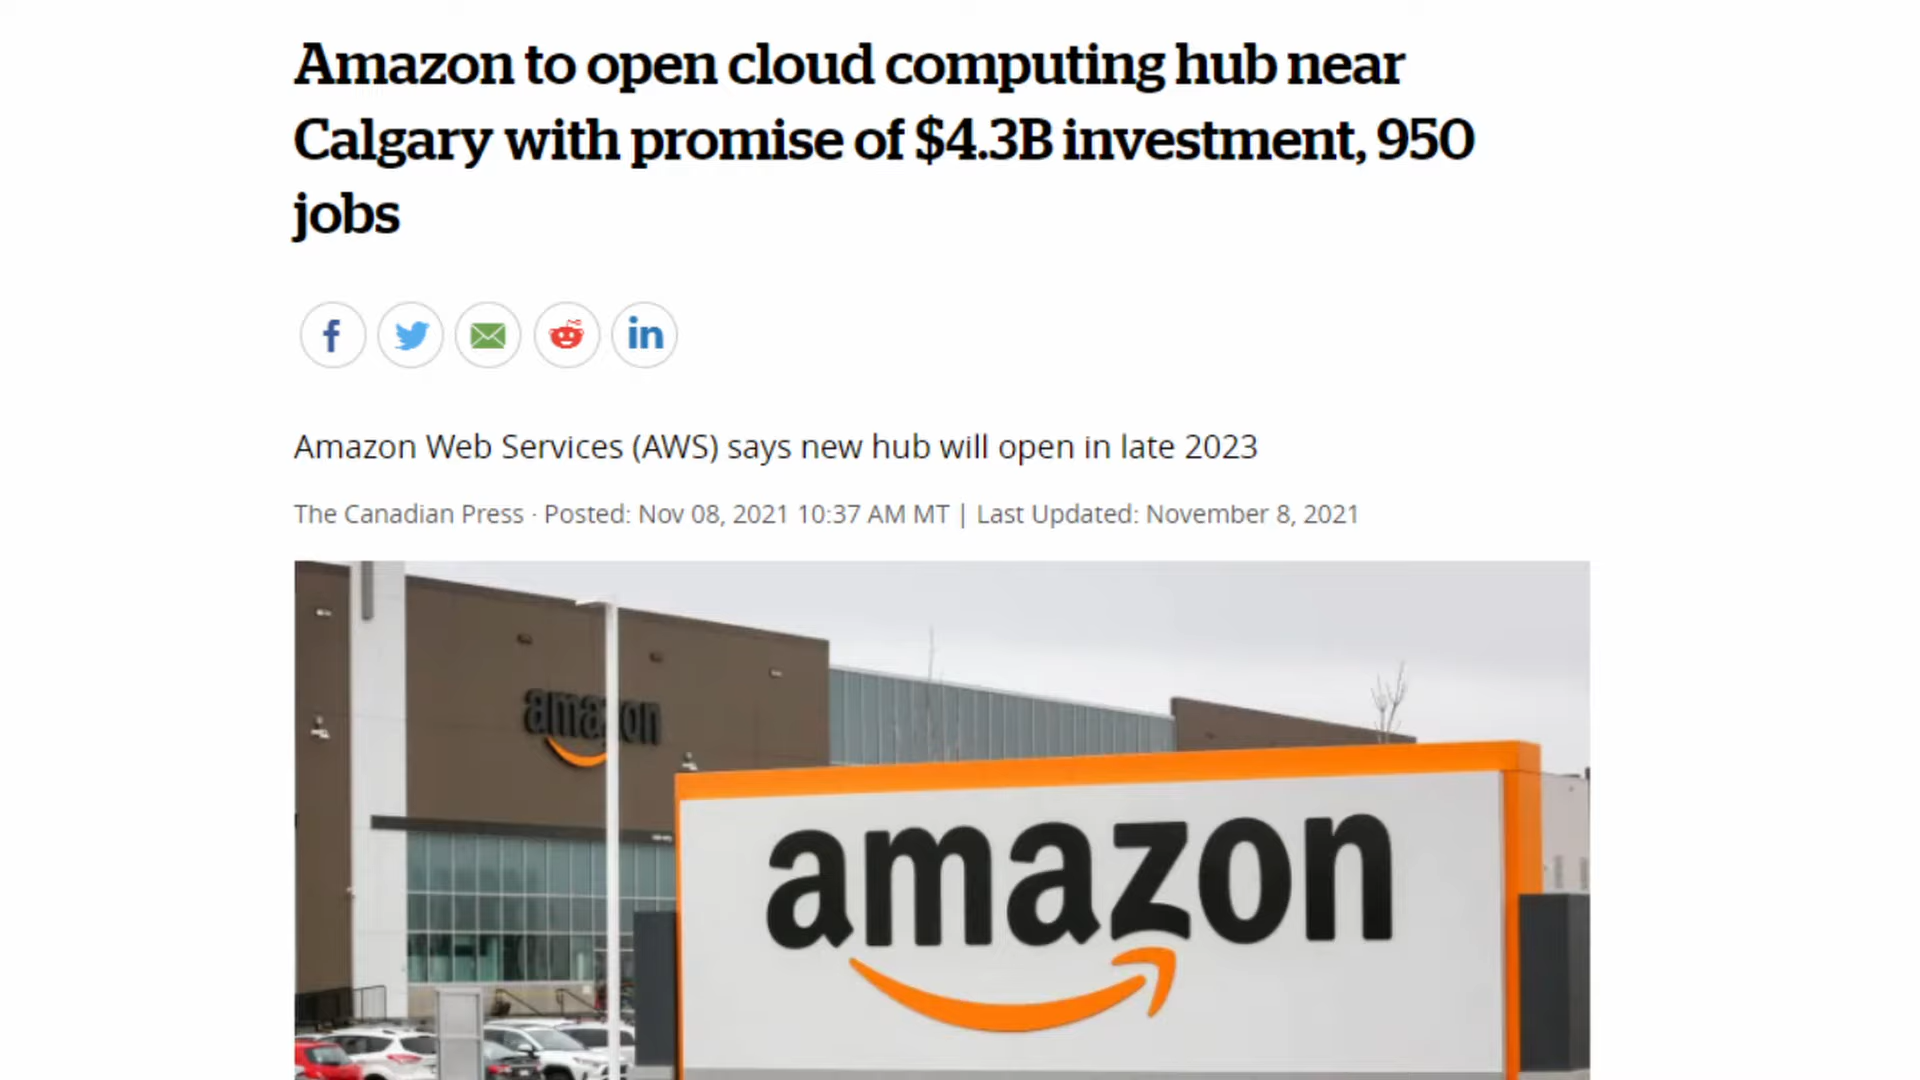 Amazon to open cloud computing hub near
Calgary with promise of $4.3B investment, 950
jobs
f
in
Amazon Web Services (AWS) says new hub will open in late 2023
The Canadian Press · Posted: Nov 08, 2021 10:37 AM MT | Last Updated: November 8, 2021
amazon
amazon